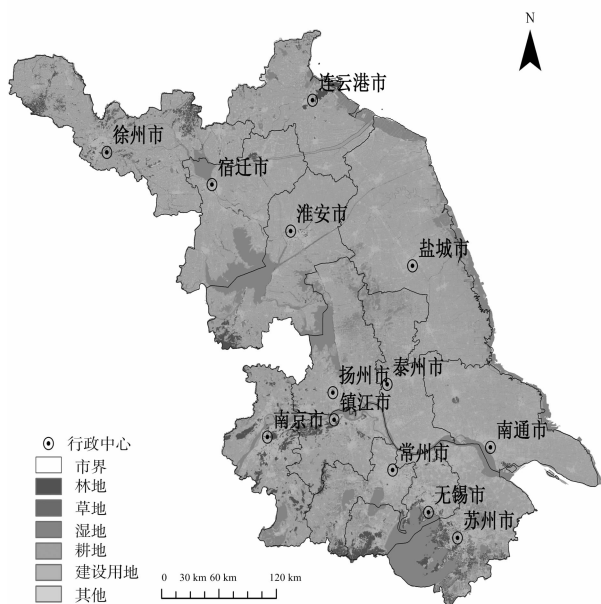 N
连云港市
徐州市
宿迁市
淮安市
盐城市
扬州市
泰州市
镇江市
南京市
南通市
常州市
无锡市
苏州市
行政中心
市界
林地
草地
湿地
耕地
建设用地
其他
0 30 km 60 km 120 km